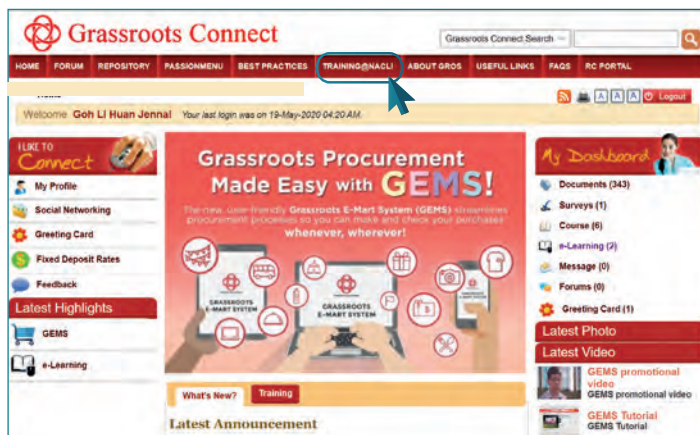 Grassroots Connect
Grassroots Connect Search
HOME FORUM REPOSITORY PASSIONMENU BEST PRACTICES TRAINING@NACLI ABOUT GROS USEFUL LINKS FAQS RC PORTAL
A A A Logout
Welcome Goh LI Huan Jennal Your last login was on 19-May-2020 04:20 AM.
I LIKE TO
Connect
My Profile
Social Networking
Greeting Card
Fixed Deposit Rates
Feedback
Latest Highlights
GEMS
e-Learning
Grassroots Procurement
Made Easy with GEMS!
The new, user-friendly Grassroots E-Mart System (GEMS) streamlines
procurement processes so you can make and check your purchases
whenever, wherever!
GRASSROOTS
E-MART SYSTEM
GRASSROOTS
E-MART SYSTEM
What's New? Training
Latest Announcement
My Dashboard
Documents (343)
Surveys (1)
Course (6)
e-Learning (2)
Message (0)
Forums (0)
Greeting Card (1)
Latest Photo
Latest Video
GEMS promotional
video
GEMS promotional video
GEMS Tutorial
GEMS Tutorial